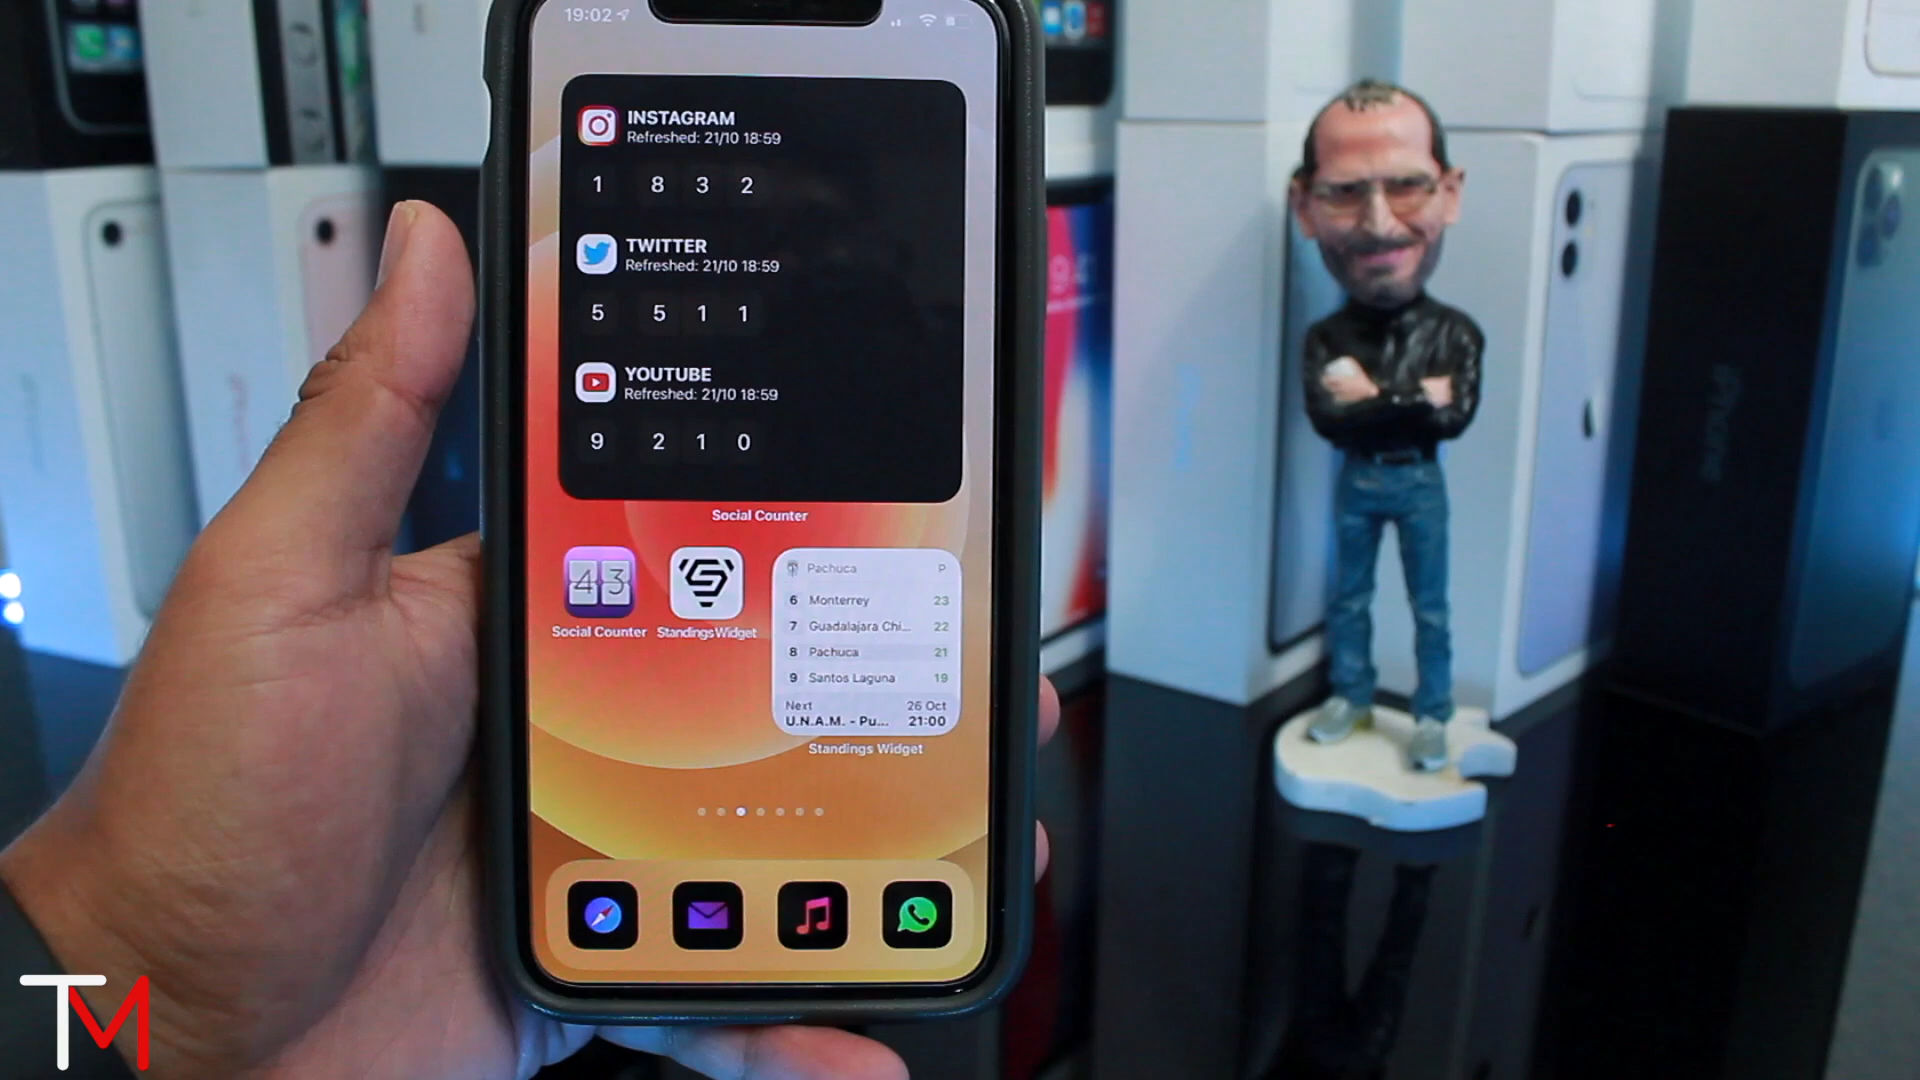 19:02
INSTAGRAM
Refreshed: 21/10 18:59
1 8 3 2
TWITTER
Refreshed: 21/10 18:59
5 5 1 1
YOUTUBE
Refreshed: 21/10 18:59
9 2 1 0
Social Counter
43
Social Counter
StandingsWidget
Pachuca P
6 Monterrey 23
7 Guadalajara Chi... 22
8 Pachuca 21
9 Santos Laguna 19
Next 26 Oct
U.N.A.M. - Pu... 21:00
Standings Widget
iPhone
TM